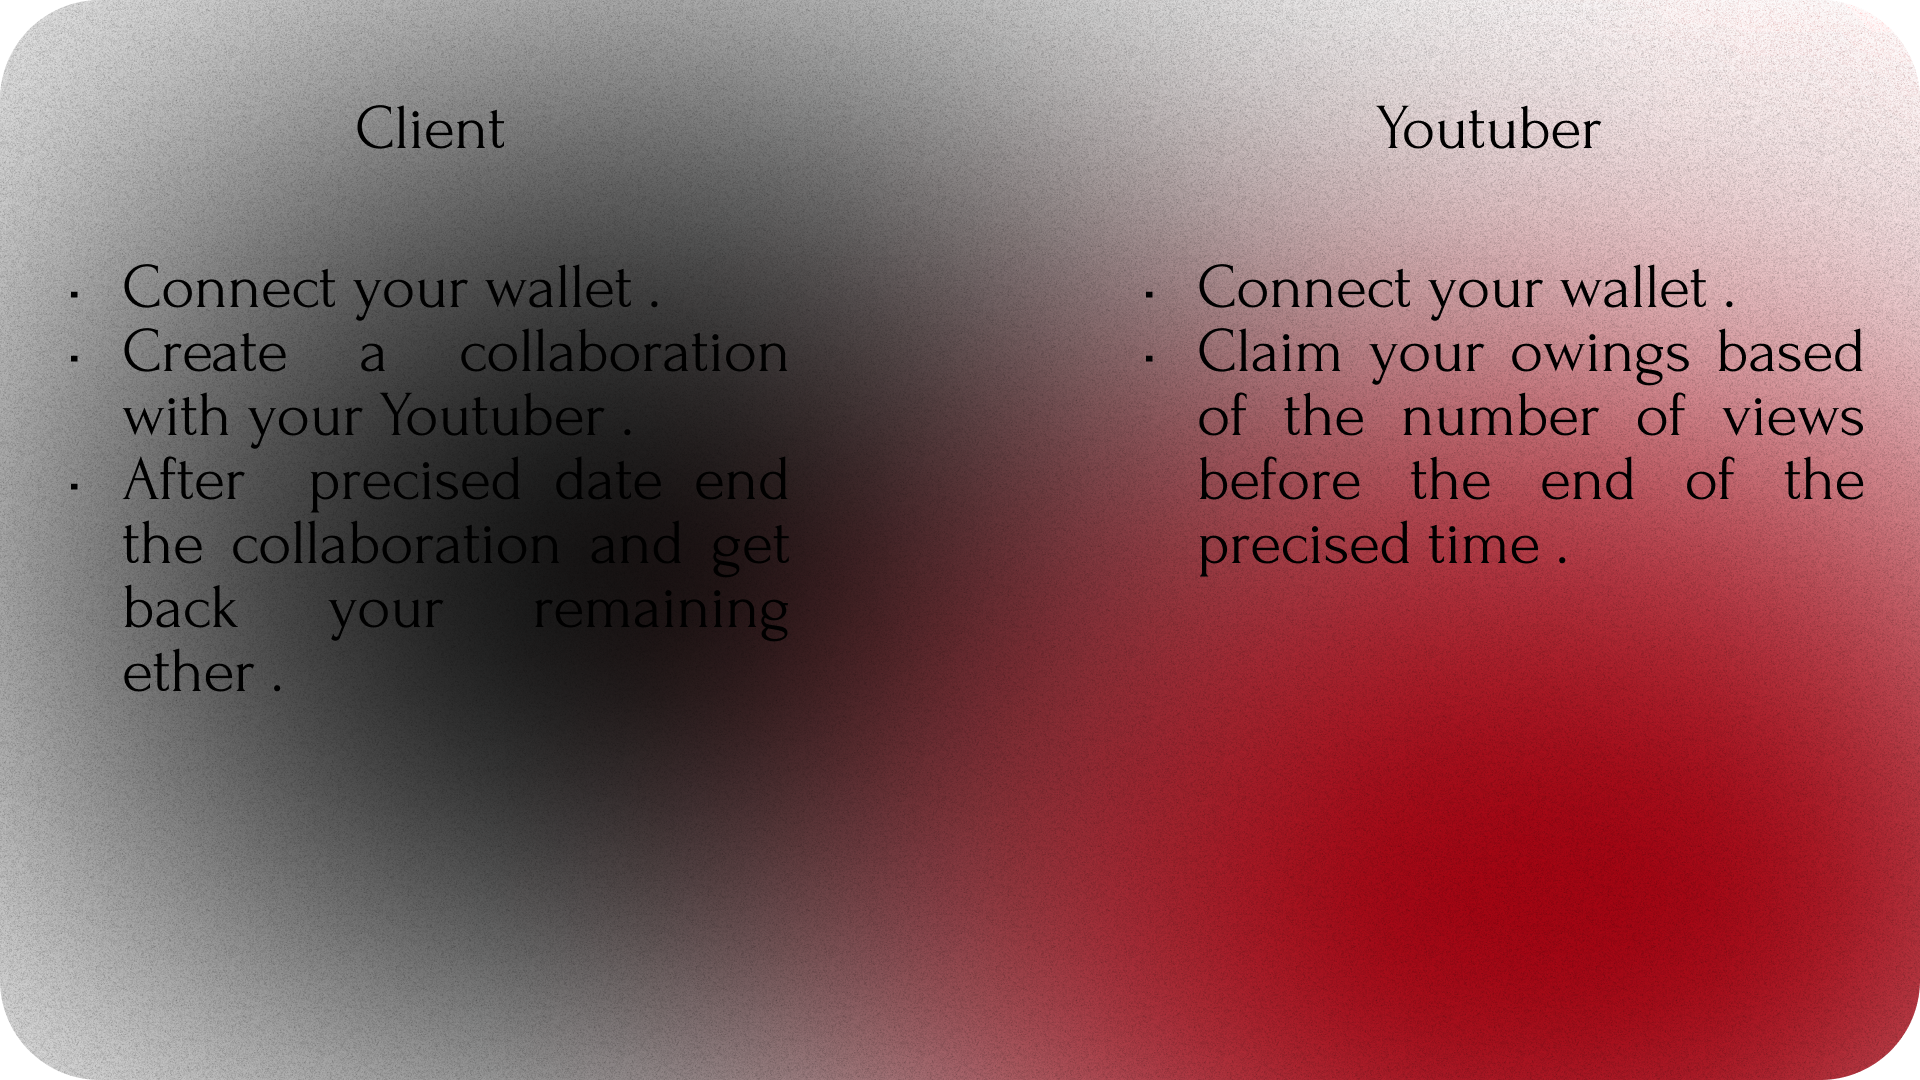 Client
· Connect your wallet .
· Create a collaboration
with your Youtuber .
· After precised date end
the collaboration and get
back your remaining
ether .
Youtuber
· Connect your wallet .
· Claim your owings based
of the number of views
before the end of the
precised time .